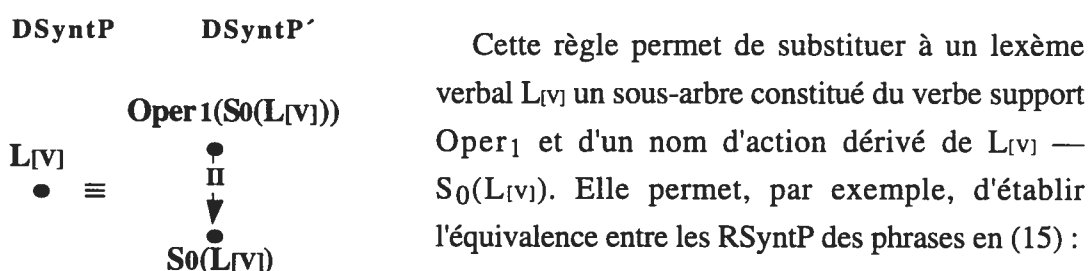 DSyntP DSyntP´
Oper1(S0(L[V]))
L[V]
≡
II
S0(L[V])
Cette règle permet de substituer à un lexème
verbal L[V] un sous-arbre constitué du verbe support
Oper1 et d'un nom d'action dérivé de L[V] —
S0(L[V]). Elle permet, par exemple, d'établir
l'équivalence entre les RSyntP des phrases en (15) :